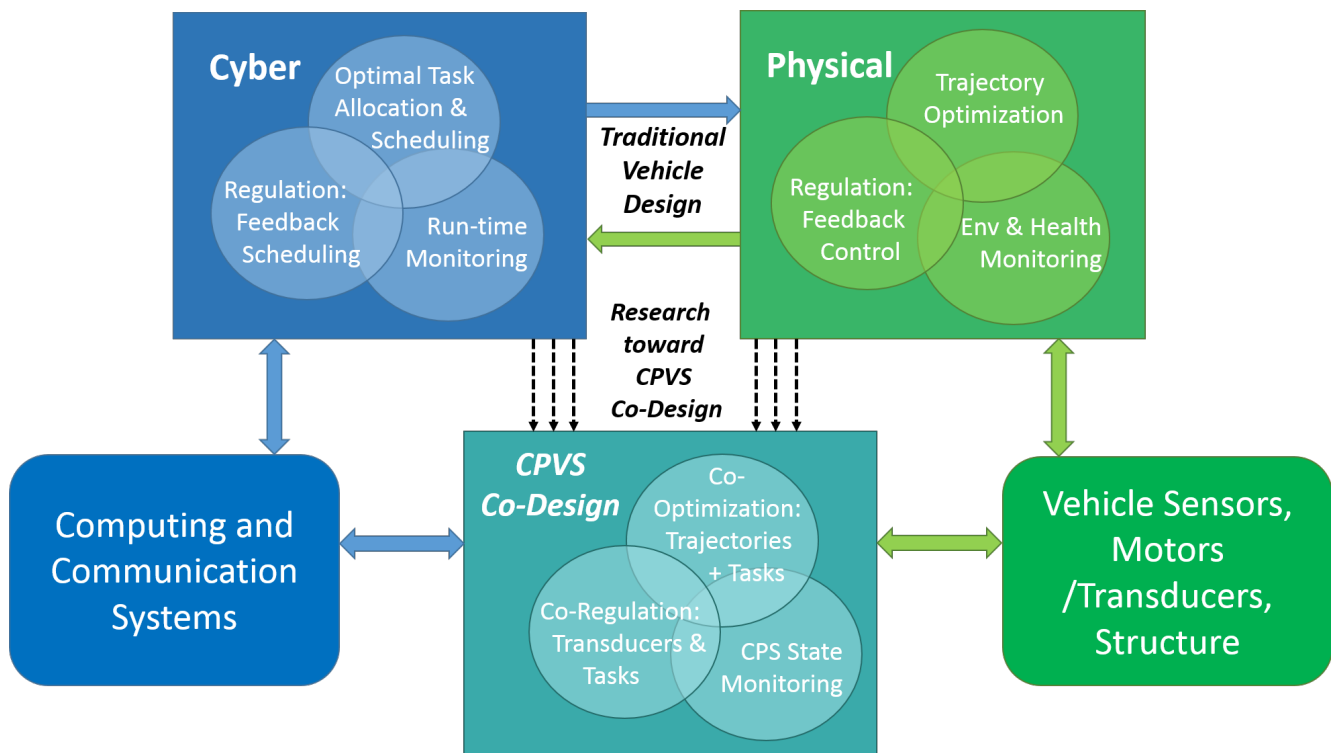 Cyber
Optimal Task
Allocation &
Scheduling
Regulation:
Feedback
Scheduling
Run-time
Monitoring
Traditional
Vehicle
Design
Physical
Trajectory
Optimization
Regulation:
Feedback
Control
Env & Health
Monitoring
Research
toward
CPVS
Co-Design
Computing and
Communication
Systems
CPVS
Co-Design
Co-
Optimization:
Trajectories
+ Tasks
Co-Regulation:
Transducers &
Tasks
CPS State
Monitoring
Vehicle Sensors,
Motors
/Transducers,
Structure